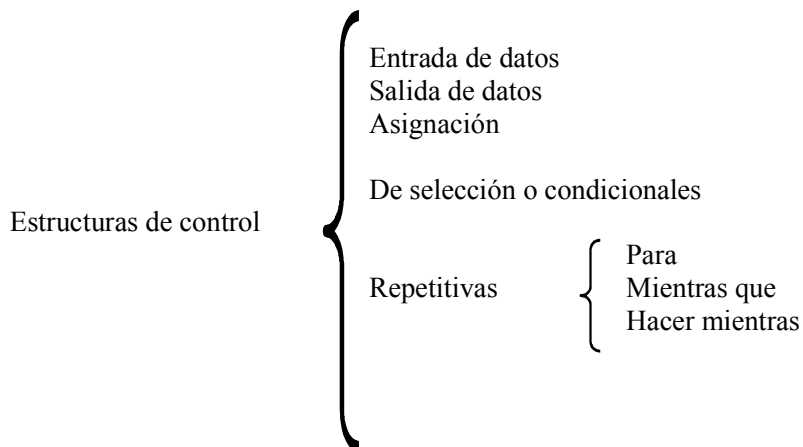 Entrada de datos
Salida de datos
Asignación
De selección o condicionales
Estructuras de control
Repetitivas
Para
Mientras que
Hacer mientras